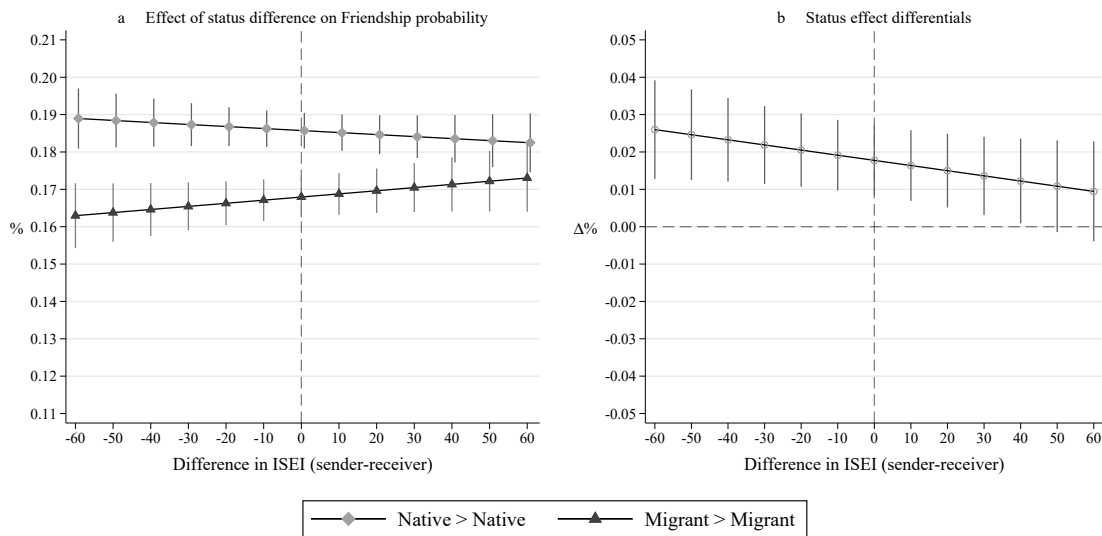 a Effect of status difference on Friendship probability
0.21
0.20
0.19
0.18
0.17
0.16
0.15
0.14
0.13
0.12
0.11
%
-60 -50 -40 -30 -20 -10 0 10 20 30 40 50 60
Difference in ISEI (sender-receiver)
b Status effect differentials
0.05
0.04
0.03
0.02
0.01
0.00
-0.01
-0.02
-0.03
-0.04
-0.05
Δ%
-60 -50 -40 -30 -20 -10 0 10 20 30 40 50 60
Difference in ISEI (sender-receiver)
Native > Native Migrant > Migrant